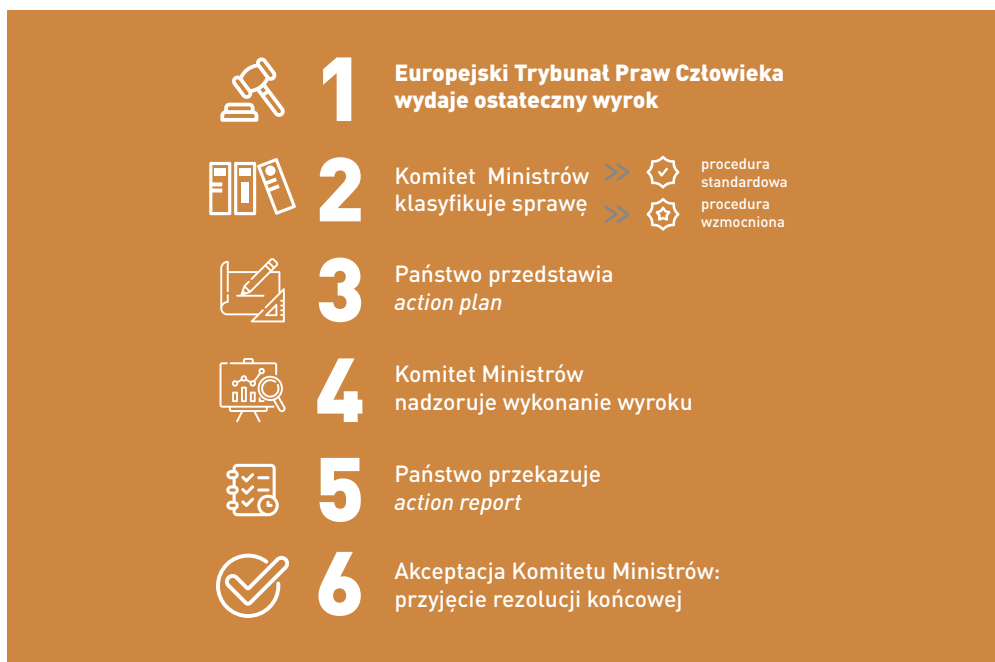 1
Europejski Trybunał Praw Człowieka
wydaje ostateczny wyrok
2
Komitet Ministrów
klasyfikuje sprawę
procedura
standardowa
procedura
wzmocniona
3
Państwo przedstawia
action plan
4
Komitet Ministrów
nadzoruje wykonanie wyroku
5
Państwo przekazuje
action report
6
Akceptacja Komitetu Ministrów:
przyjęcie rezolucji końcowej